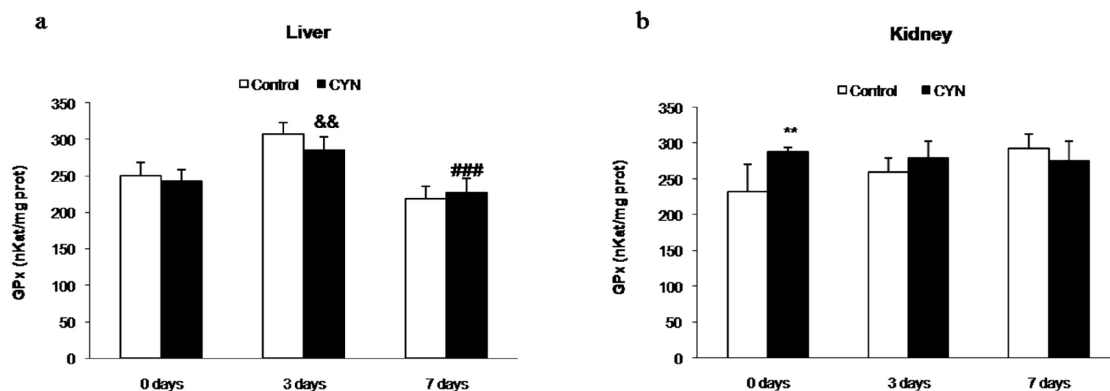 a
Liver
Control CYN
GPx (nKat/mg prot)
350
300
250
200
150
100
50
0
&&
###
0 days 3 days 7 days
b
Kidney
Control CYN
GPx (nKat/mg prot)
350
300
250
200
150
100
50
0
**
0 days 3 days 7 days